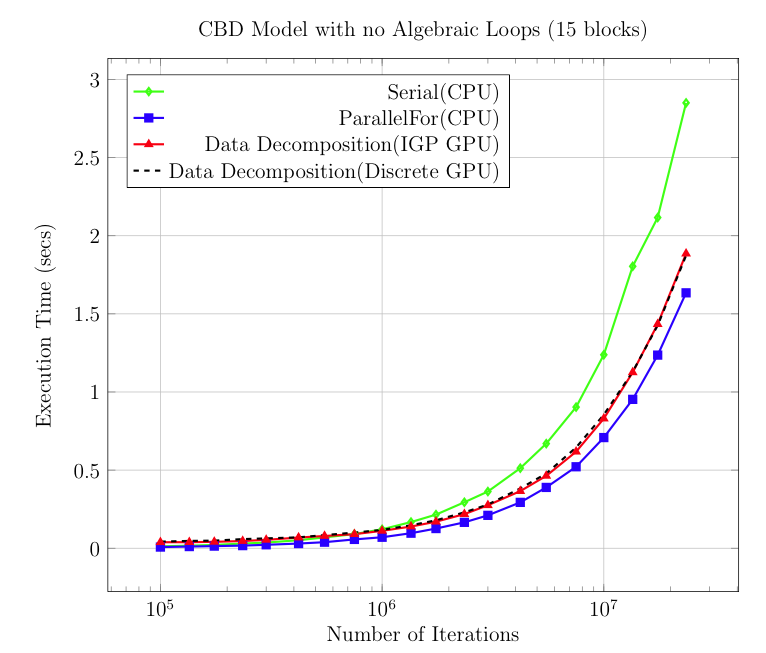 CBD Model with no Algebraic Loops (15 blocks)
Serial(CPU)
ParallelFor(CPU)
Data Decomposition(IGP GPU)
Data Decomposition(Discrete GPU)
3
2.5
2
1.5
1
0.5
0
Execution Time (secs)
10^5 10^6 10^7
Number of Iterations